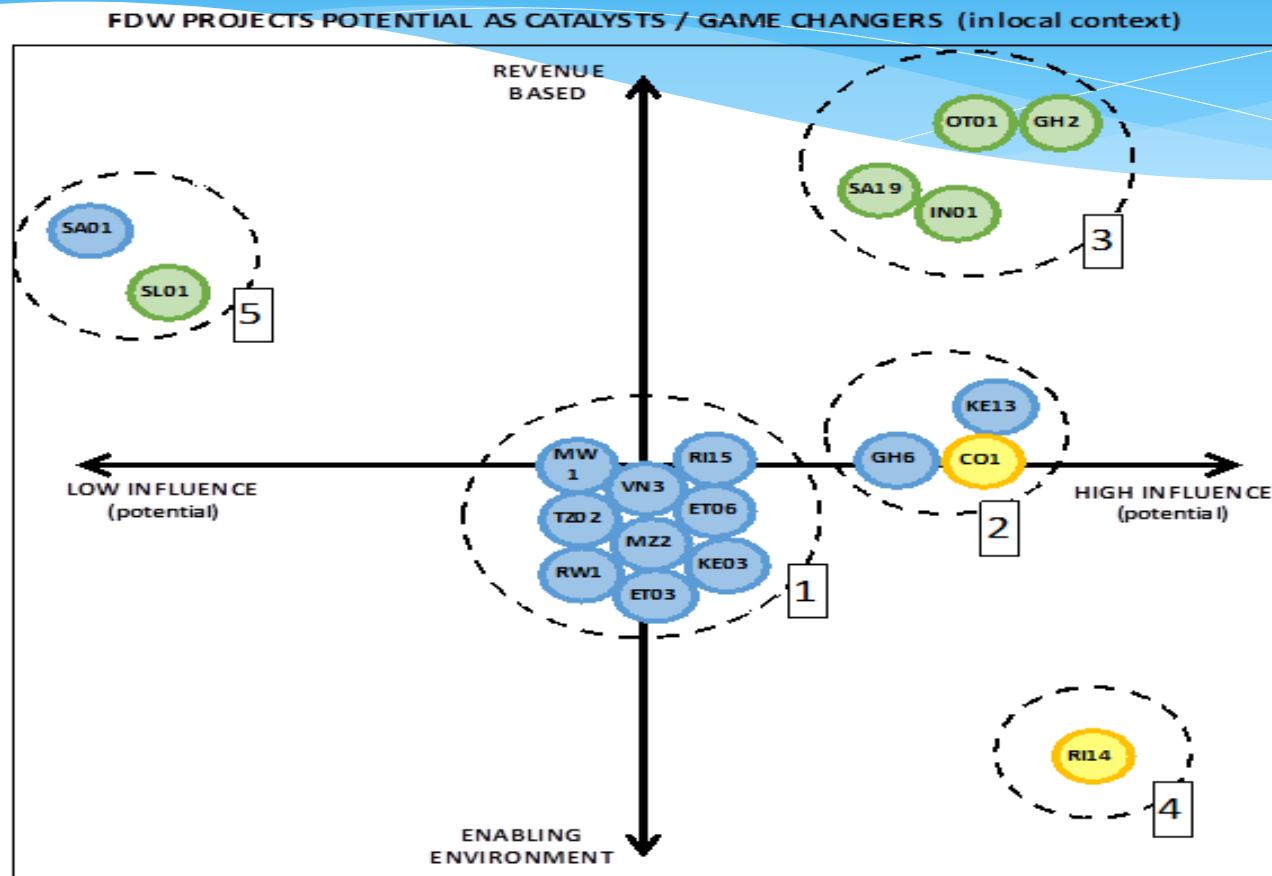 FDW PROJECTS POTENTIAL AS CATALYSTS / GAME CHANGERS (in local context)
REVENUE
BASED
OT01
GH2
SA19
IN01
3
SA01
SL01
5
KE13
GH6
CO1
2
LOW INFLUENCE
(potential)
HIGH INFLUENCE
(potential)
MW
1
RI15
VN3
TZ02
ET06
MZ2
RW1
KE03
ET03
1
RI14
4
ENABLING
ENVIRONMENT